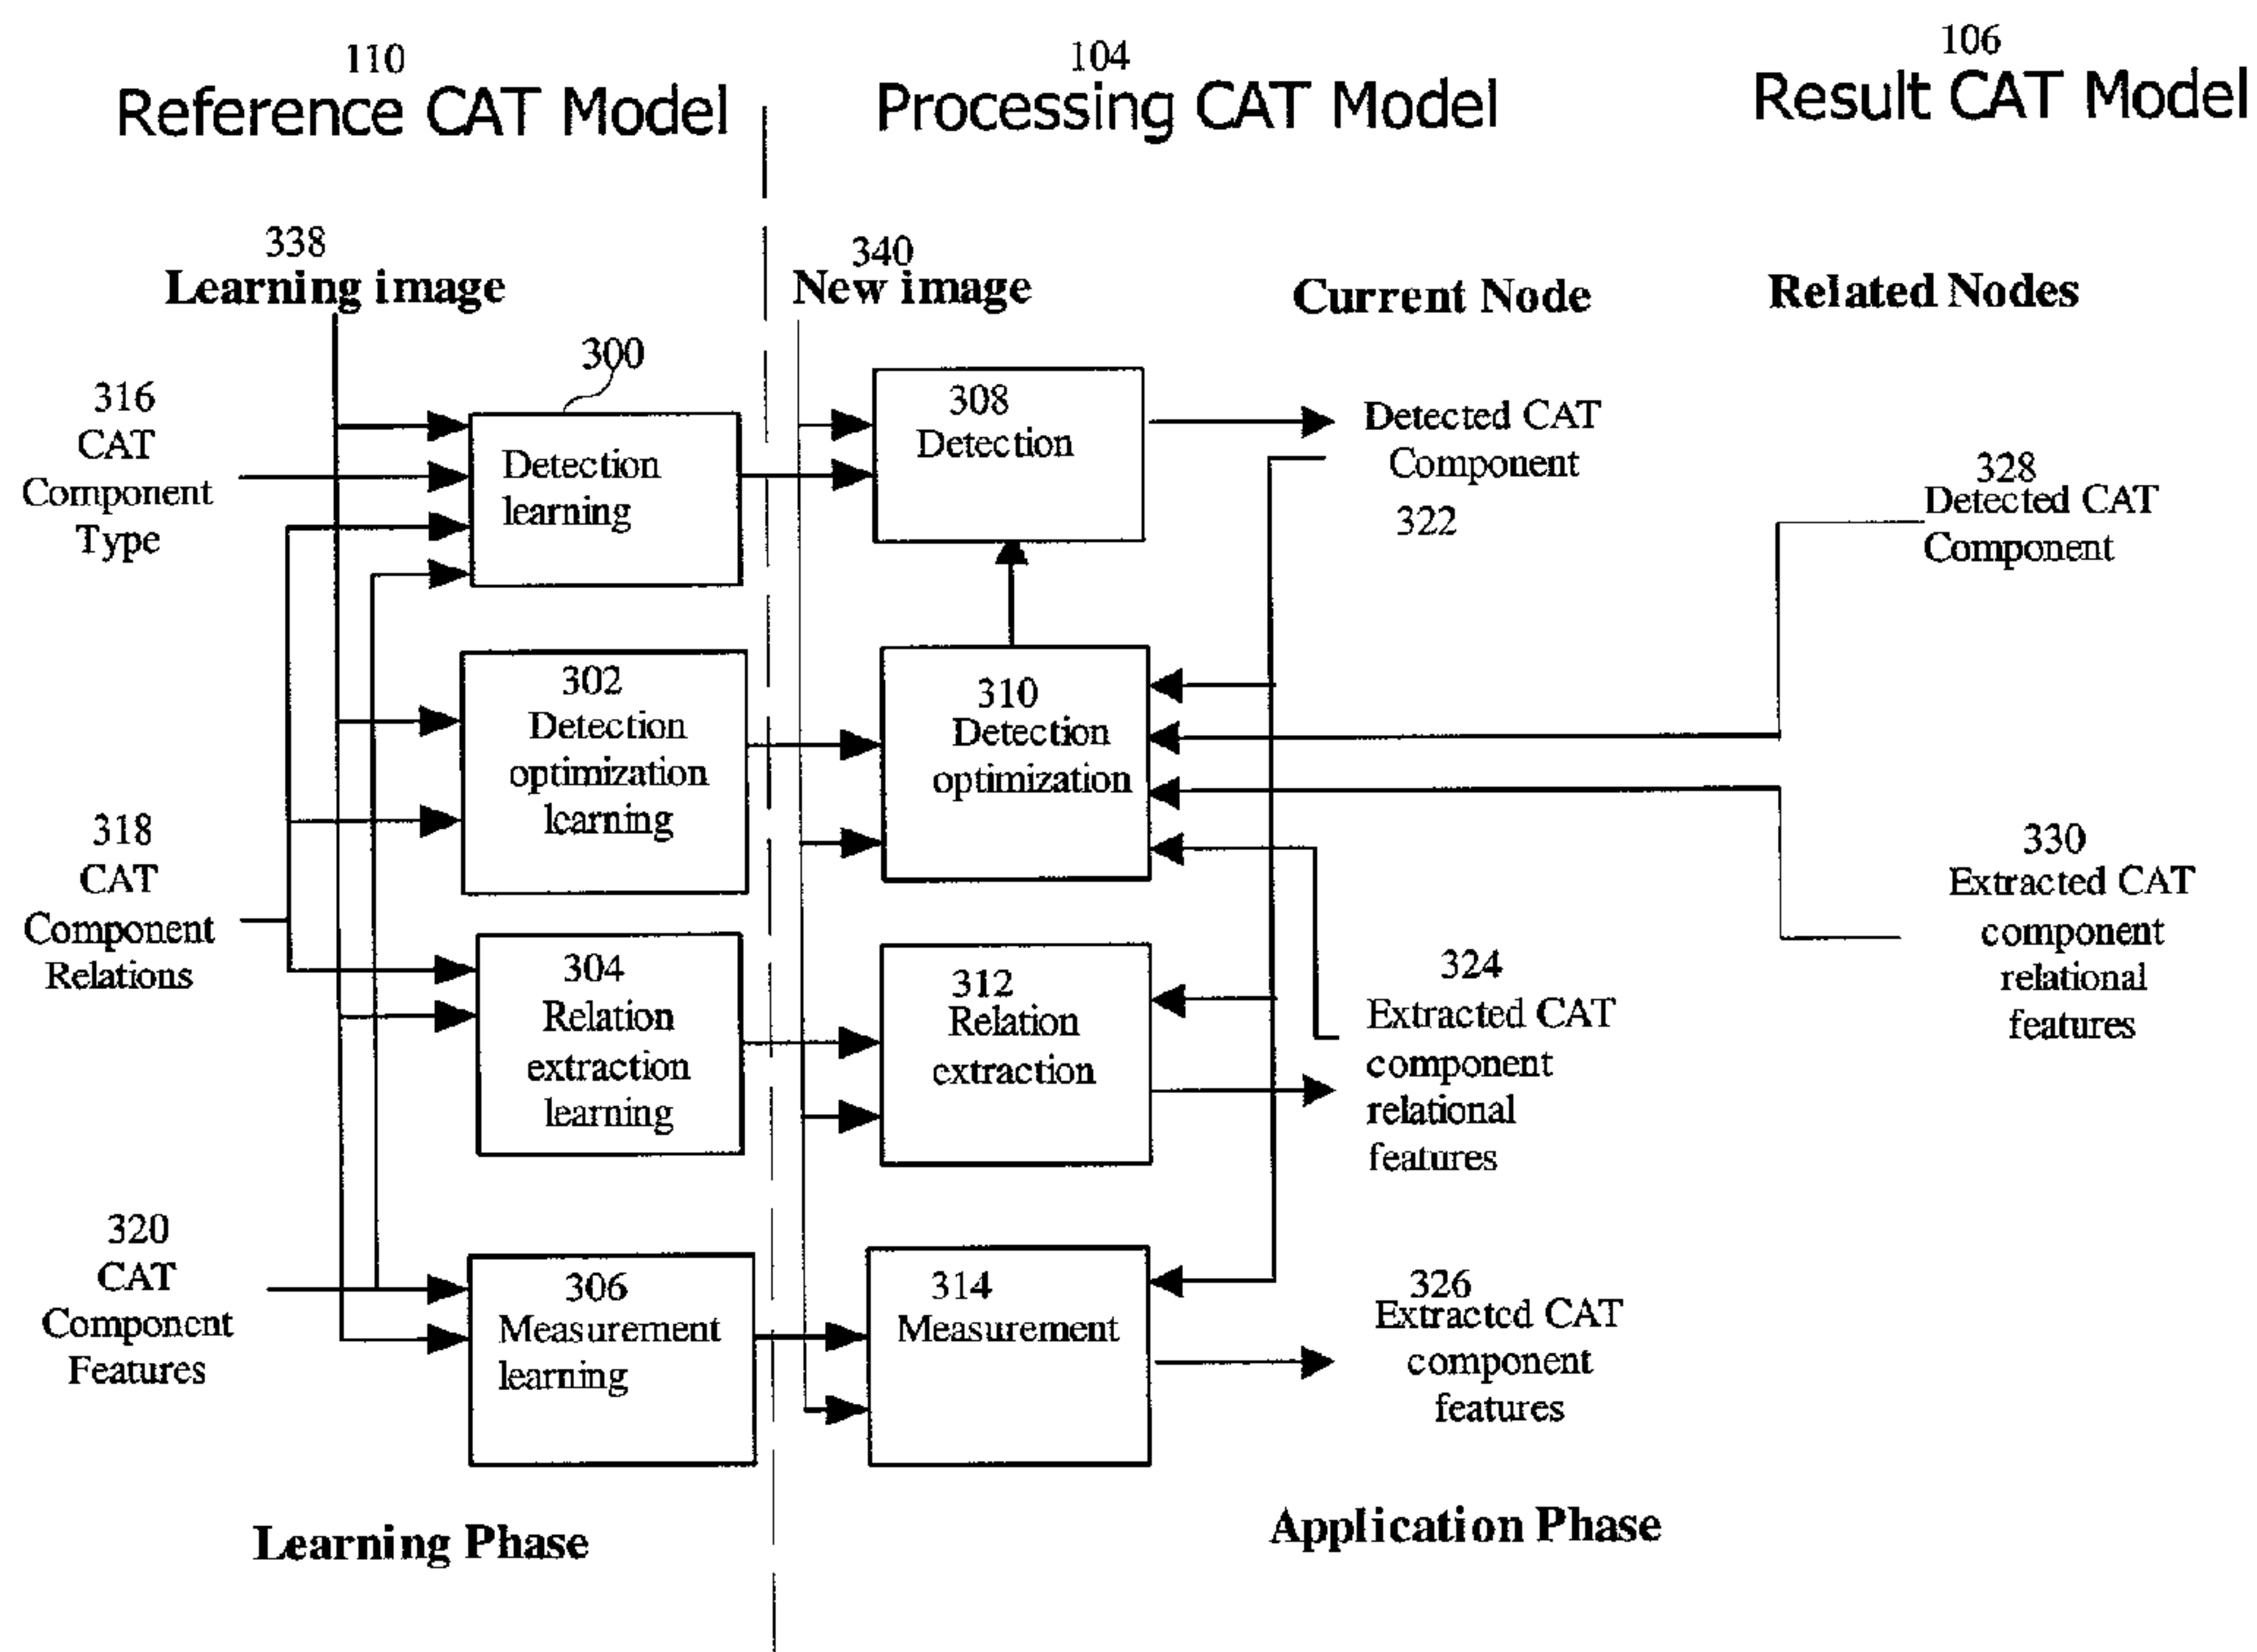 110
Reference CAT Model
104
Processing CAT Model
106
Result CAT Model
338
Learning image
340
New image
Current Node
Related Nodes
316
CAT
Component
Type
300
Detection
learning
308
Detection
Detected CAT
Component
322
328
Detected CAT
Component
302
Detection
optimization
learning
310
Detection
optimization
318
CAT
Component
Relations
304
Relation
extraction
learning
312
Relation
extraction
324
Extracted CAT
component
relational
features
330
Extracted CAT
component
relational
features
320
CAT
Component
Features
306
Measurement
learning
314
Measurement
326
Extracted CAT
component
features
Learning Phase
Application Phase